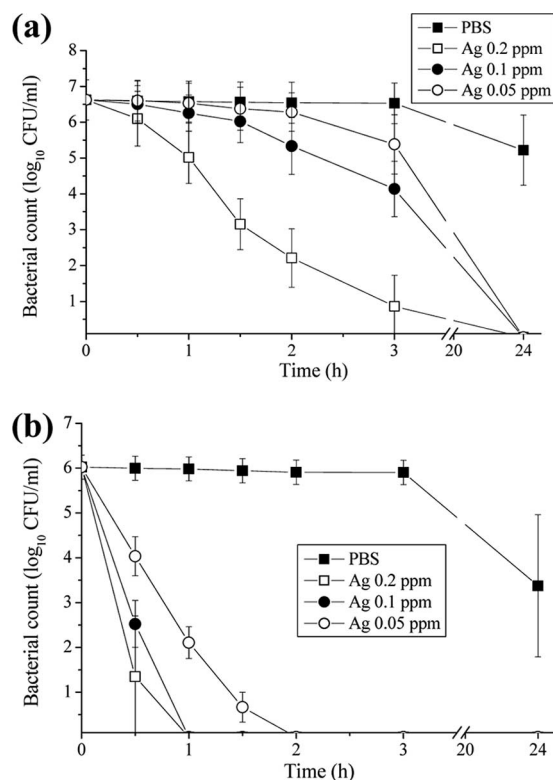 (a)
PBS
Ag 0.2 ppm
Ag 0.1 ppm
Ag 0.05 ppm
Bacterial count (log10 CFU/ml)
8
7
6
5
4
3
2
1
0 1 2 3 20 24
Time (h)
(b)
PBS
Ag 0.2 ppm
Ag 0.1 ppm
Ag 0.05 ppm
Bacterial count (log10 CFU/ml)
7
6
5
4
3
2
1
0 1 2 3 20 24
Time (h)